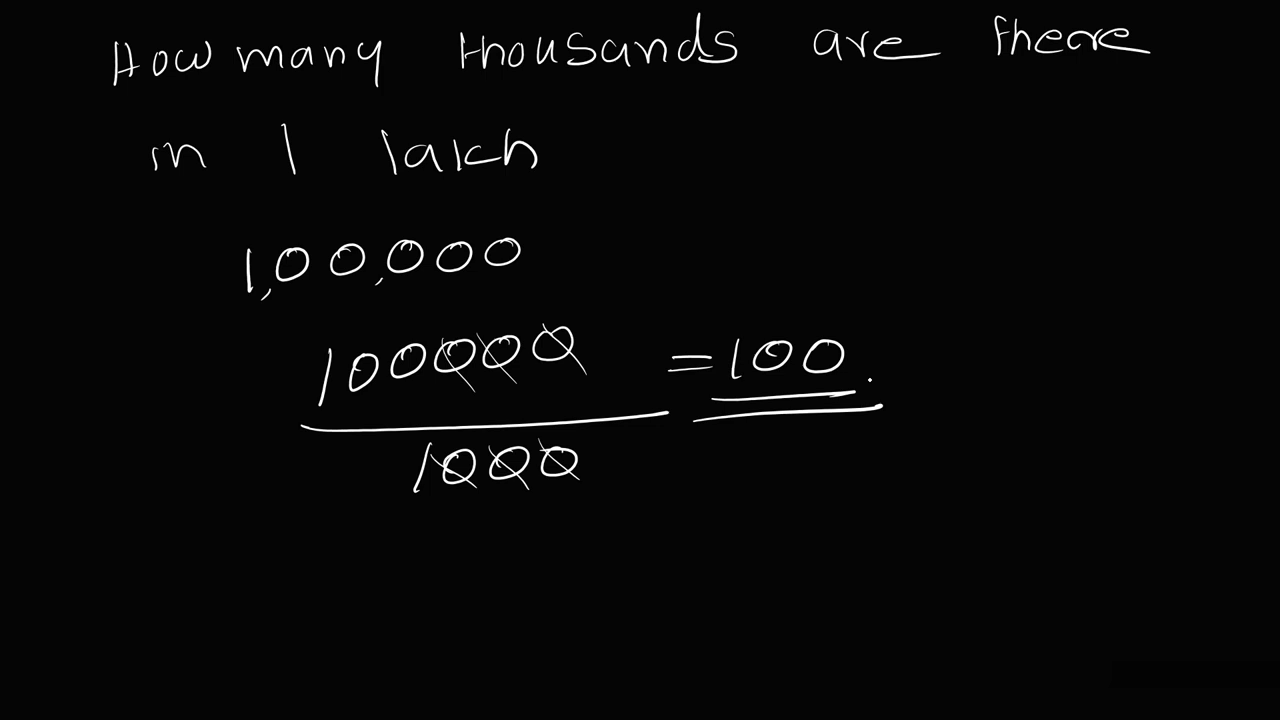 How many thousands are there
in 1 lakh
1,00,000
100000 = 100.
1000